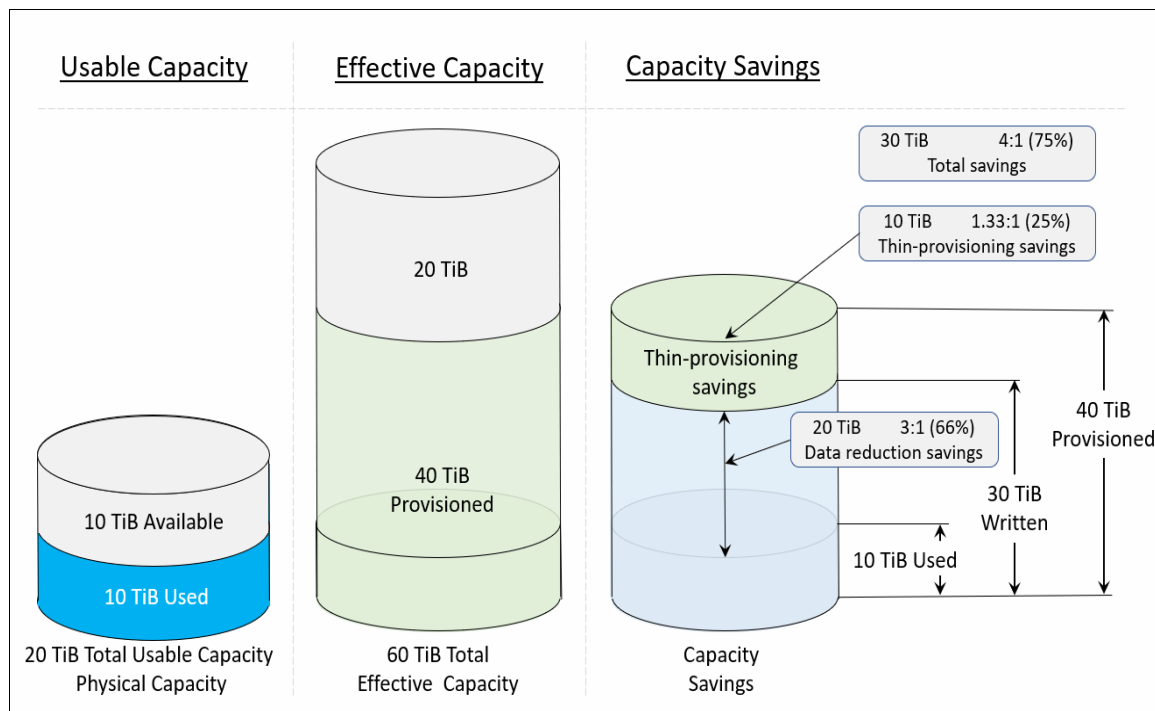 Usable Capacity
Effective Capacity
Capacity Savings
30 TiB 4:1 (75%)
Total savings
10 TiB 1.33:1 (25%)
Thin-provisioning savings
20 TiB
Thin-provisioning
savings
40 TiB
Provisioned
20 TiB 3:1 (66%)
Data reduction savings
40 TiB
Provisioned
30 TiB
Written
10 TiB Available
10 TiB Used
10 TiB Used
20 TiB Total Usable Capacity
Physical Capacity
60 TiB Total
Effective Capacity
Capacity
Savings